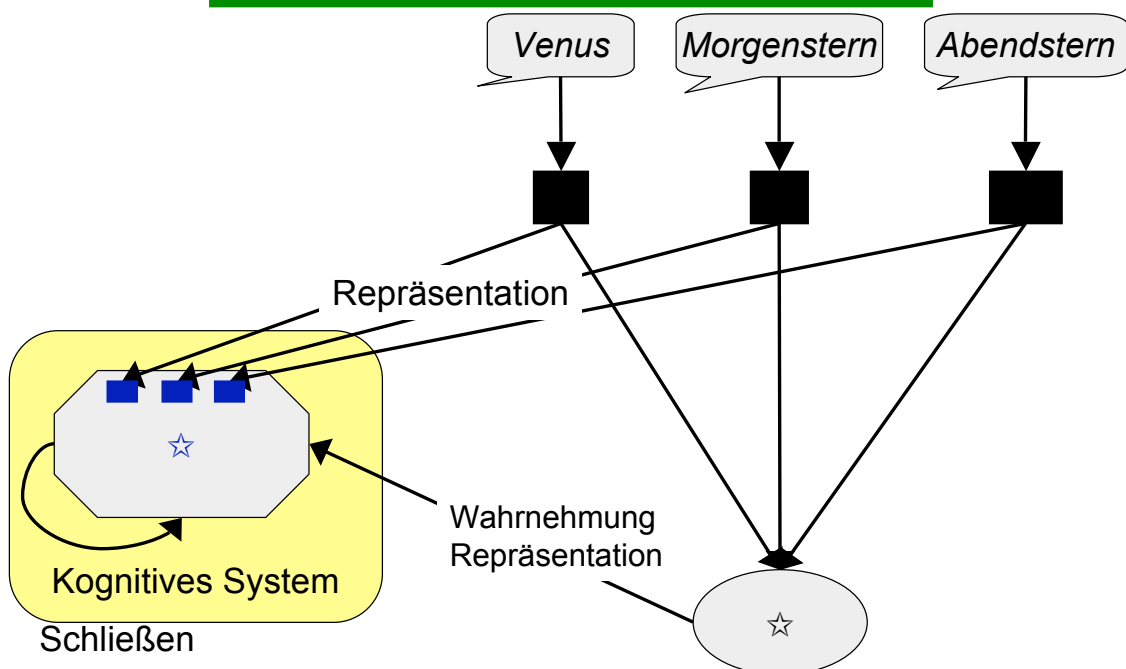 Venus
Morgenstern
Abendstern
Repräsentation
Wahrnehmung
Repräsentation
Kognitives System
Schließen